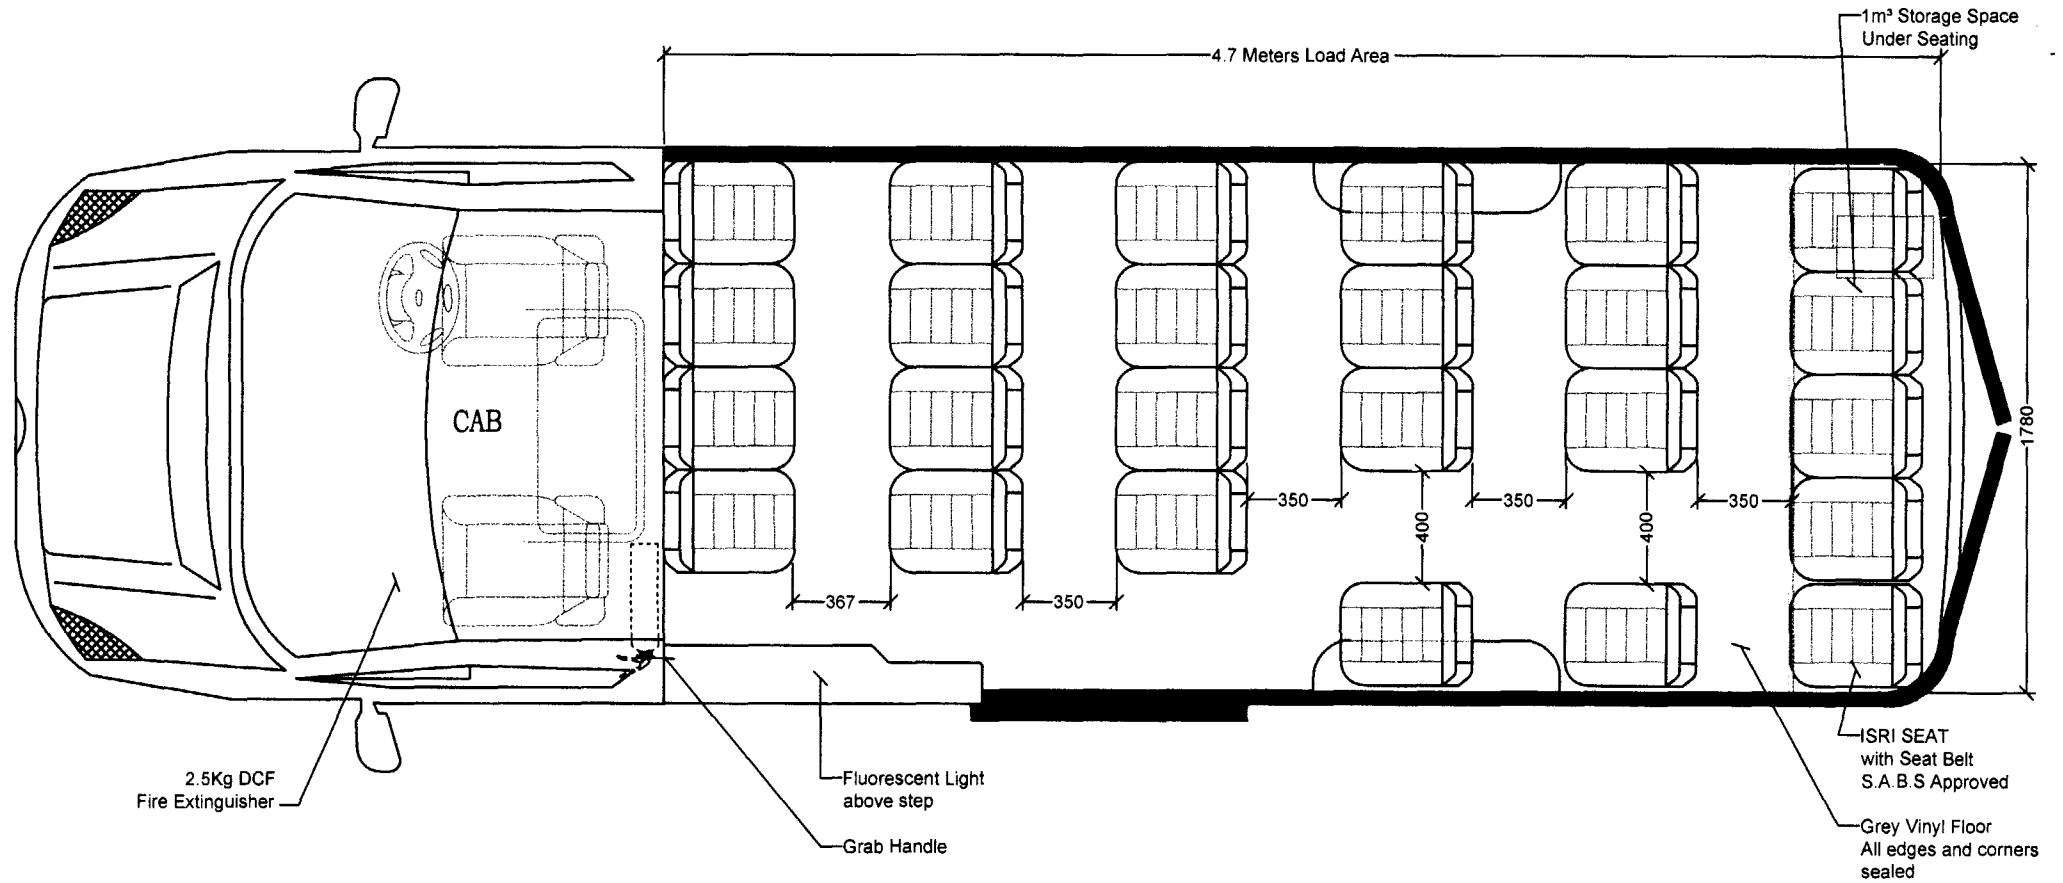 1m³ Storage Space
Under Seating
4.7 Meters Load Area
CAB
1780
350
350
350
400
400
367
350
ISRI SEAT
with Seat Belt
S.A.B.S Approved
2.5Kg DCF
Fire Extinguisher
Fluorescent Light
above step
Grab Handle
Grey Vinyl Floor
All edges and corners
sealed